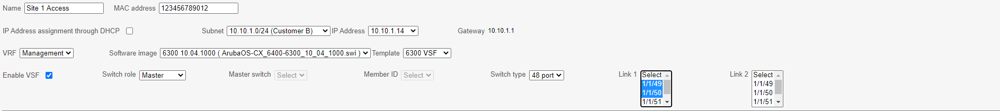 Name Site 1 Access MAC address 123456789012
IP Address assignment through DHCP Subnet 10.10.1.0/24 (Customer B) IP Address 10.10.1.14 Gateway 10.10.1.1
VRF Management Software image 6300 10.04.1000 ( ArubaOS-CX_6400-6300_10_04_1000.swi ) Template 6300 VSF
Enable VSF Switch role Master Master switch Select Member ID Select Switch type 48 port Link 1 Select Link 2 Select
1/1/49 1/1/49
1/1/50 1/1/50
1/1/51 1/1/51